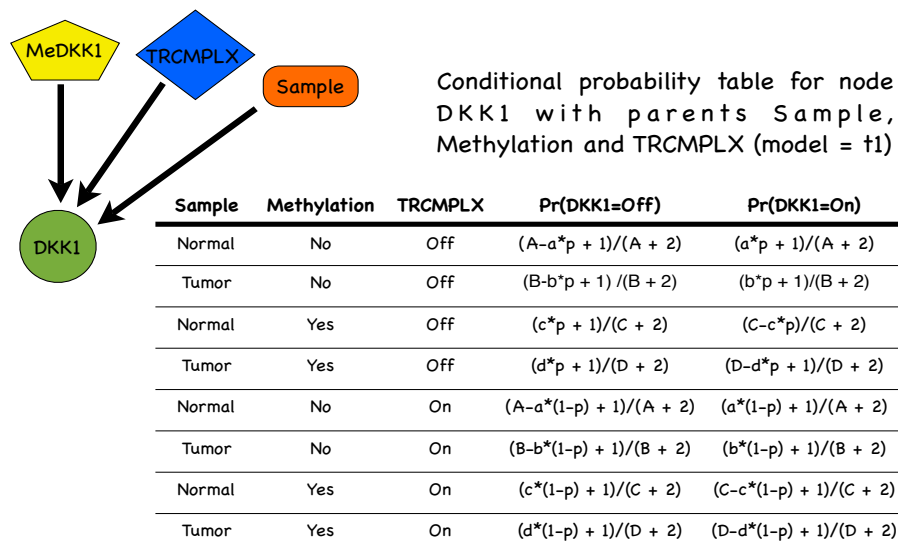 MeDKK1
TRCMPLX
Sample
DKK1
Conditional probability table for node
DKK1 with parents Sample,
Methylation and TRCMPLX (model = t1)
Sample Methylation TRCMPLX Pr(DKK1=Off) Pr(DKK1=On)
Normal No Off (A-a*p + 1)/(A + 2) (a*p + 1)/(A + 2)
Tumor No Off (B-b*p + 1) /(B + 2) (b*p + 1)/(B + 2)
Normal Yes Off (c*p + 1)/(C + 2) (C-c*p)/(C + 2)
Tumor Yes Off (d*p + 1)/(D + 2) (D-d*p + 1)/(D + 2)
Normal No On (A-a*(1-p) + 1)/(A + 2) (a*(1-p) + 1)/(A + 2)
Tumor No On (B-b*(1-p) + 1)/(B + 2) (b*(1-p) + 1)/(B + 2)
Normal Yes On (c*(1-p) + 1)/(C + 2) (C-c*(1-p) + 1)/(C + 2)
Tumor Yes On (d*(1-p) + 1)/(D + 2) (D-d*(1-p) + 1)/(D + 2)